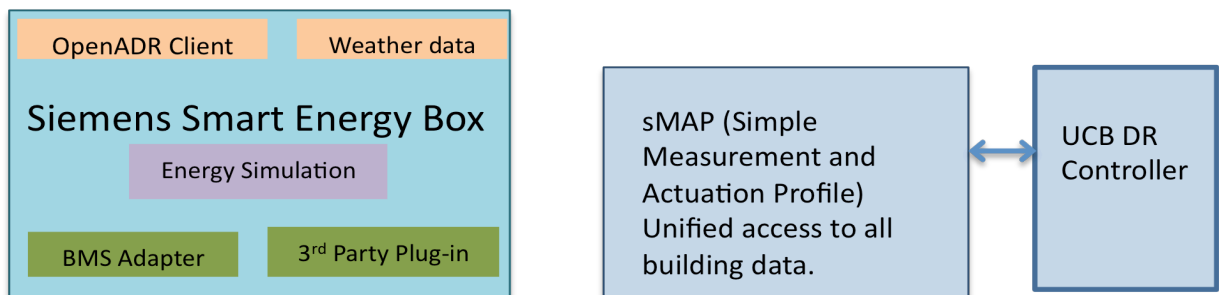 OpenADR Client
Weather data
Siemens Smart Energy Box
Energy Simulation
BMS Adapter
3rd Party Plug-in
sMAP (Simple
Measurement and
Actuation Profile)
Unified access to all
building data.
UCB DR
Controller